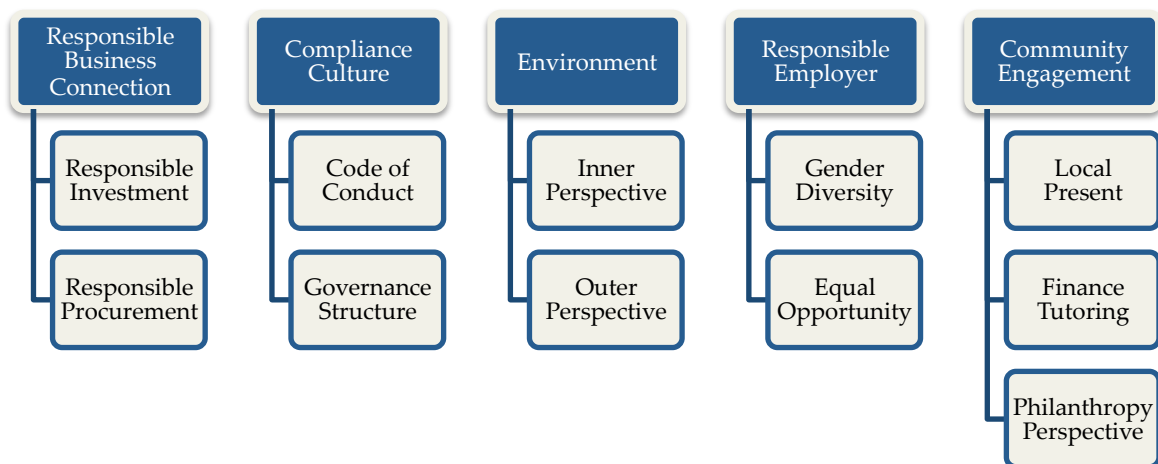 Responsible
Business
Connection
Responsible
Investment
Responsible
Procurement
Compliance
Culture
Code of
Conduct
Governance
Structure
Environment
Inner
Perspective
Outer
Perspective
Responsible
Employer
Gender
Diversity
Equal
Opportunity
Community
Engagement
Local
Present
Finance
Tutoring
Philanthropy
Perspective